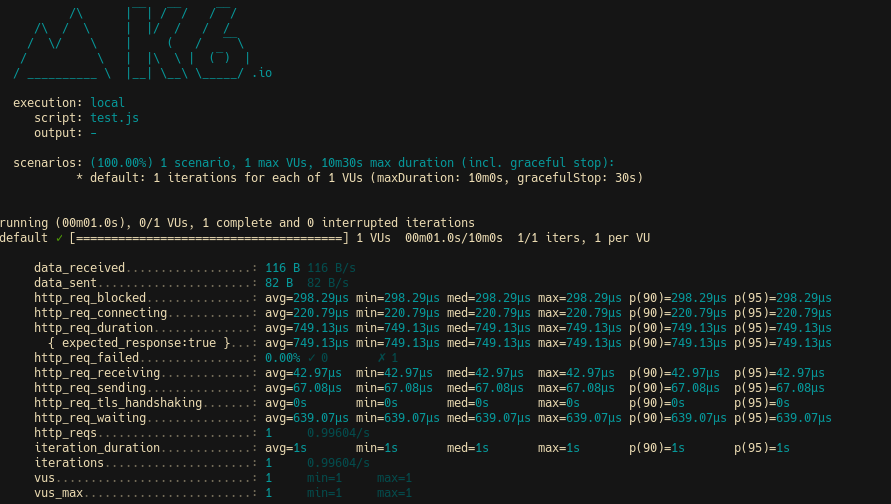 .io
execution: local
script: test.js
output: -
scenarios: (100.00%) 1 scenario, 1 max VUs, 10m30s max duration (incl. graceful stop):
* default: 1 iterations for each of 1 VUs (maxDuration: 10m0s, gracefulStop: 30s)
running (00m01.0s), 0/1 VUs, 1 complete and 0 interrupted iterations
default ✓ [======================================] 1 VUs  00m01.0s/10m0s  1/1 iters, 1 per VU
data_received..................: 116 B 116 B/s
data_sent......................: 82 B  82 B/s
http_req_blocked...............: avg=298.29µs min=298.29µs med=298.29µs max=298.29µs p(90)=298.29µs p(95)=298.29µs
http_req_connecting............: avg=220.79µs min=220.79µs med=220.79µs max=220.79µs p(90)=220.79µs p(95)=220.79µs
http_req_duration..............: avg=749.13µs min=749.13µs med=749.13µs max=749.13µs p(90)=749.13µs p(95)=749.13µs
{ expected_response:true }...: avg=749.13µs min=749.13µs med=749.13µs max=749.13µs p(90)=749.13µs p(95)=749.13µs
http_req_failed................: 0.00% ✓ 0 ✗ 1
http_req_receiving.............: avg=42.97µs min=42.97µs med=42.97µs max=42.97µs p(90)=42.97µs p(95)=42.97µs
http_req_sending...............: avg=67.08µs min=67.08µs med=67.08µs max=67.08µs p(90)=67.08µs p(95)=67.08µs
http_req_tls_handshaking.......: avg=0s min=0s med=0s max=0s p(90)=0s p(95)=0s
http_req_waiting...............: avg=639.07µs min=639.07µs med=639.07µs max=639.07µs p(90)=639.07µs p(95)=639.07µs
http_reqs......................: 1 0.99604/s
iteration_duration.............: avg=1s min=1s med=1s max=1s p(90)=1s p(95)=1s
iterations.....................: 1 0.99604/s
vus............................: 1 min=1 max=1
vus_max........................: 1 min=1 max=1